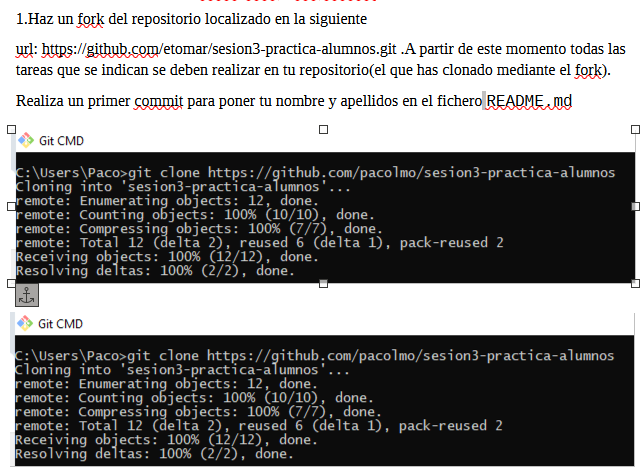 1.Haz un fork del repositorio localizado en la siguiente
url: https://github.com/etomar/sesion3-practica-alumnos.git .A partir de este momento todas las
tareas que se indican se deben realizar en tu repositorio(el que has clonado mediante el fork).
Realiza un primer commit para poner tu nombre y apellidos en el fichero README.md
Git CMD
C:\Users\Paco>git clone https://github.com/pacolmo/sesion3-practica-alumnos
Cloning into 'sesion3-practica-alumnos'...
remote: Enumerating objects: 12, done.
remote: Counting objects: 100% (10/10), done.
remote: Compressing objects: 100% (7/7), done.
remote: Total 12 (delta 2), reused 6 (delta 1), pack-reused 2
Receiving objects: 100% (12/12), done.
Resolving deltas: 100% (2/2), done.
Git CMD
C:\Users\Paco>git clone https://github.com/pacolmo/sesion3-practica-alumnos
Cloning into 'sesion3-practica-alumnos'...
remote: Enumerating objects: 12, done.
remote: Counting objects: 100% (10/10), done.
remote: Compressing objects: 100% (7/7), done.
remote: Total 12 (delta 2), reused 6 (delta 1), pack-reused 2
Receiving objects: 100% (12/12), done.
Resolving deltas: 100% (2/2), done.